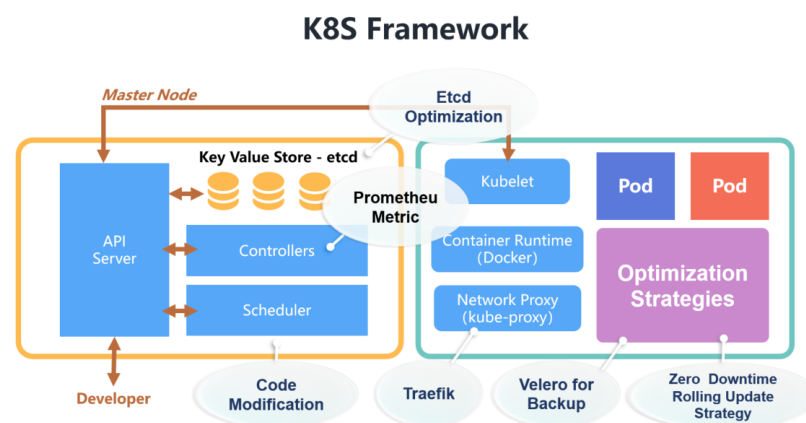 K8S Framework
Master Node
Etcd
Optimization
Key Value Store - etcd
API
Server
Prometheu
Metric
Controllers
Scheduler
Developer
Code
Modification
Kubelet
Container Runtime
(Docker)
Network Proxy
(kube-proxy)
Pod
Pod
Optimization
Strategies
Traefik
Velero for
Backup
Zero Downtime
Rolling Update
Strategy